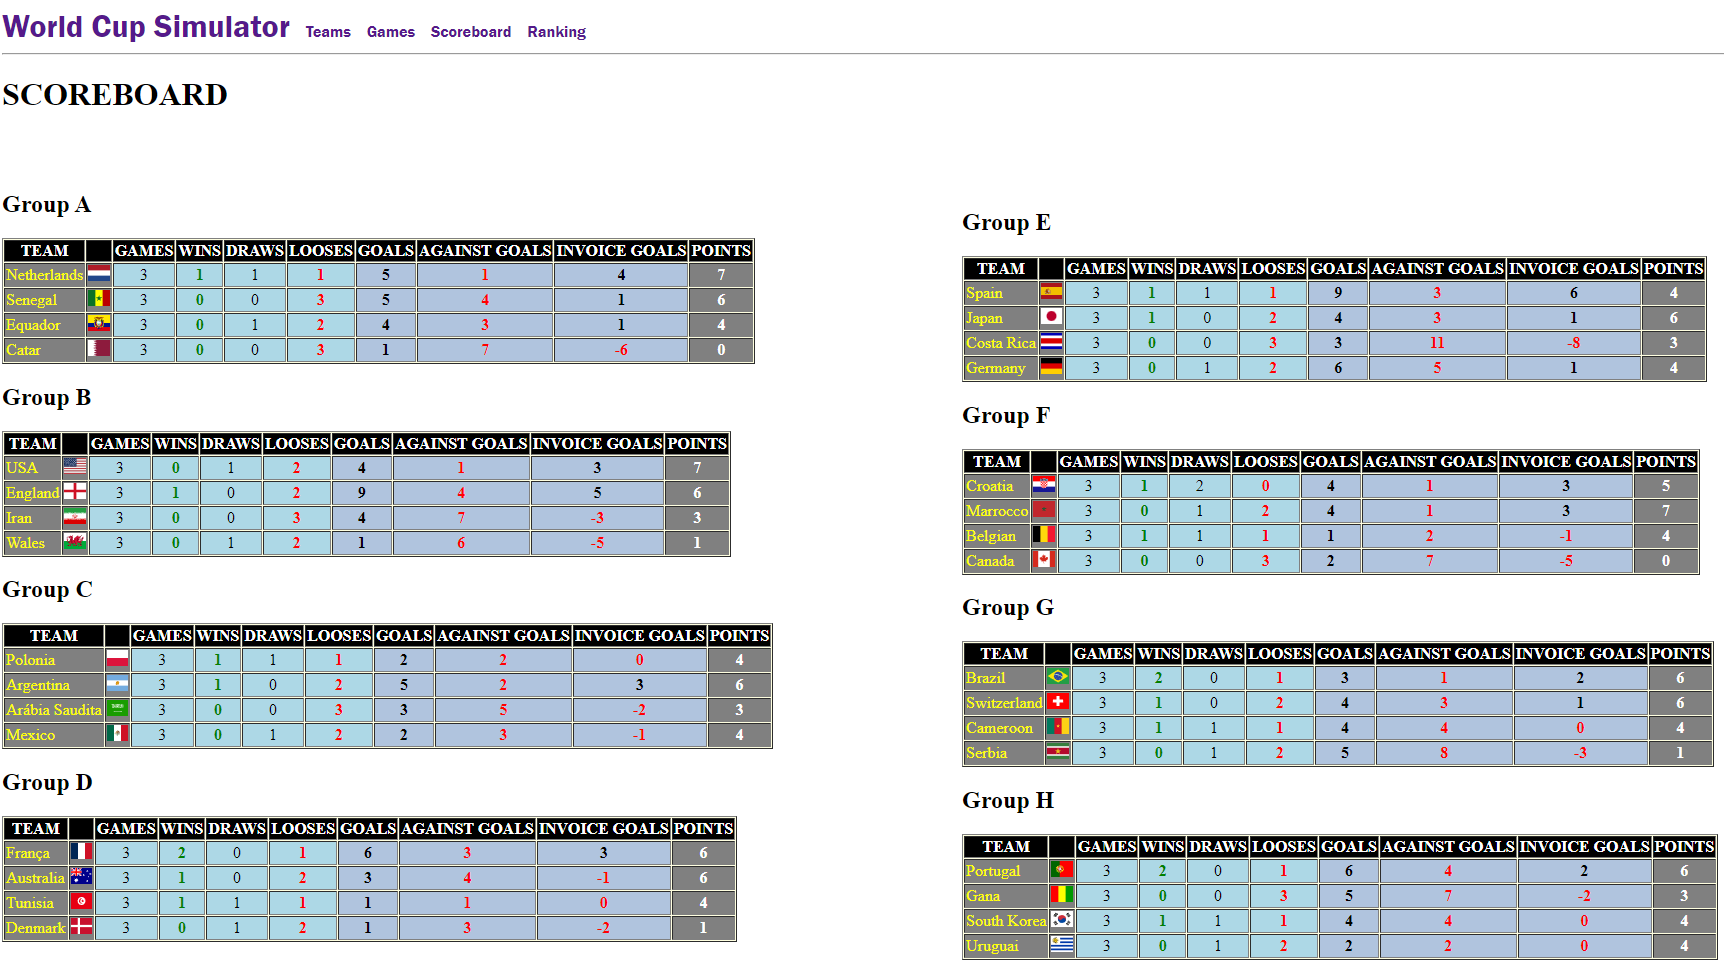 World Cup Simulator Teams Games Scoreboard Ranking
SCOREBOARD
Group A
TEAM GAMES WINS DRAWS LOOSES GOALS AGAINST GOALS INVOICE GOALS POINTS
Netherlands 3 1 1 1 5 1 4 7
Senegal 3 0 0 3 5 4 1 6
Equador 3 0 1 2 4 3 1 4
Catar 3 0 0 3 1 7 -6 0
Group B
TEAM GAMES WINS DRAWS LOOSES GOALS AGAINST GOALS INVOICE GOALS POINTS
USA 3 0 1 2 4 1 3 7
England 3 1 0 2 9 4 5 6
Iran 3 0 0 3 4 7 -3 3
Wales 3 0 1 2 1 6 -5 1
Group C
TEAM GAMES WINS DRAWS LOOSES GOALS AGAINST GOALS INVOICE GOALS POINTS
Polonia 3 1 1 1 2 2 0 4
Argentina 3 1 0 2 5 2 3 6
Arábia Saudita 3 0 0 3 3 5 -2 3
Mexico 3 0 1 2 2 3 -1 4
Group D
TEAM GAMES WINS DRAWS LOOSES GOALS AGAINST GOALS INVOICE GOALS POINTS
França 3 2 0 1 6 3 3 6
Australia 3 1 0 2 3 4 -1 6
Tunisia 3 1 1 1 1 1 0 4
Denmark 3 0 1 2 1 3 -2 1
Group E
TEAM GAMES WINS DRAWS LOOSES GOALS AGAINST GOALS INVOICE GOALS POINTS
Spain 3 1 1 1 9 3 6 4
Japan 3 1 0 2 4 3 1 6
Costa Rica 3 0 0 3 3 11 -8 3
Germany 3 0 1 2 6 5 1 4
Group F
TEAM GAMES WINS DRAWS LOOSES GOALS AGAINST GOALS INVOICE GOALS POINTS
Croatia 3 1 2 0 4 1 3 5
Marrocco 3 0 1 2 4 1 3 7
Belgian 3 1 1 1 1 2 -1 4
Canada 3 0 0 3 2 7 -5 0
Group G
TEAM GAMES WINS DRAWS LOOSES GOALS AGAINST GOALS INVOICE GOALS POINTS
Brazil 3 2 0 1 3 1 2 6
Switzerland 3 1 0 2 4 3 1 6
Cameroon 3 1 1 1 4 4 0 4
Serbia 3 0 1 2 5 8 -3 1
Group H
TEAM GAMES WINS DRAWS LOOSES GOALS AGAINST GOALS INVOICE GOALS POINTS
Portugal 3 2 0 1 6 4 2 6
Gana 3 0 0 3 5 7 -2 3
South Korea 3 1 1 1 4 4 0 4
Uruguai 3 0 1 2 2 2 0 4